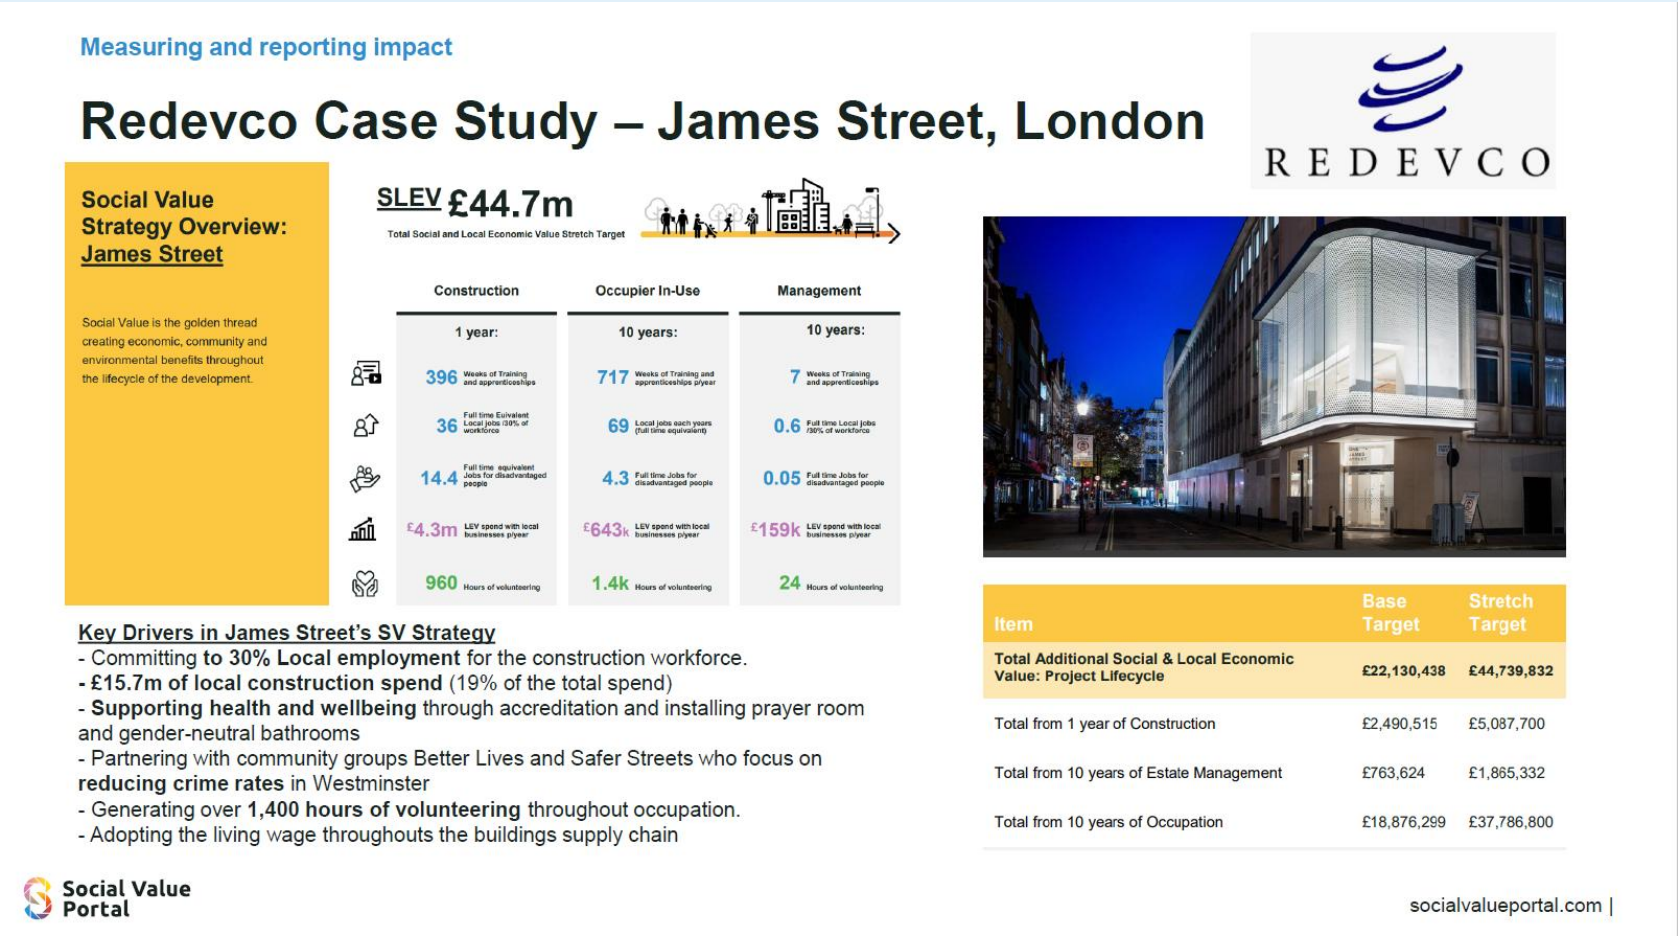 Measuring and reporting impact
Redevco Case Study – James Street, London
REDEVCO
Social Value
Strategy Overview:
James Street
Social Value is the golden thread
creating economic, community and
environmental benefits throughout
the lifecycle of the development.
SLEV £44.7m
Total Social and Local Economic Value Stretch Target
Construction
Occupier In-Use
Management
1 year:
10 years:
10 years:
396 Weeks of Training
and apprenticeships
717 Weeks of Training and
apprenticeships p/year
7 Weeks of Training
and apprenticeships
36 Full time Euivalent
Local jobs /30% of
workforce
69 Local jobs each years
(full time equivalent)
0.6 Full time Local jobs
/30% of workforce
14.4 Full time equivalent
Jobs for disadvantaged
people
4.3 Full time Jobs for
disadvantaged people
0.05 Full time Jobs for
disadvantaged people
£4.3m LEV spend with local
businesses p/year
£643k LEV spend with local
businesses p/year
£159k LEV spend with local
businesses p/year
960 Hours of volunteering
1.4k Hours of volunteering
24 Hours of volunteering
Key Drivers in James Street's SV Strategy
- Committing to 30% Local employment for the construction workforce.
- £15.7m of local construction spend (19% of the total spend)
- Supporting health and wellbeing through accreditation and installing prayer room
and gender-neutral bathrooms
- Partnering with community groups Better Lives and Safer Streets who focus on
reducing crime rates in Westminster
- Generating over 1,400 hours of volunteering throughout occupation.
- Adopting the living wage throughouts the buildings supply chain
Item
Base
Target
Stretch
Target
Total Additional Social & Local Economic
Value: Project Lifecycle
£22,130,438 £44,739,832
Total from 1 year of Construction £2,490,515 £5,087,700
Total from 10 years of Estate Management £763,624 £1,865,332
Total from 10 years of Occupation £18,876,299 £37,786,800
Social Value
Portal
socialvalueportal.com |